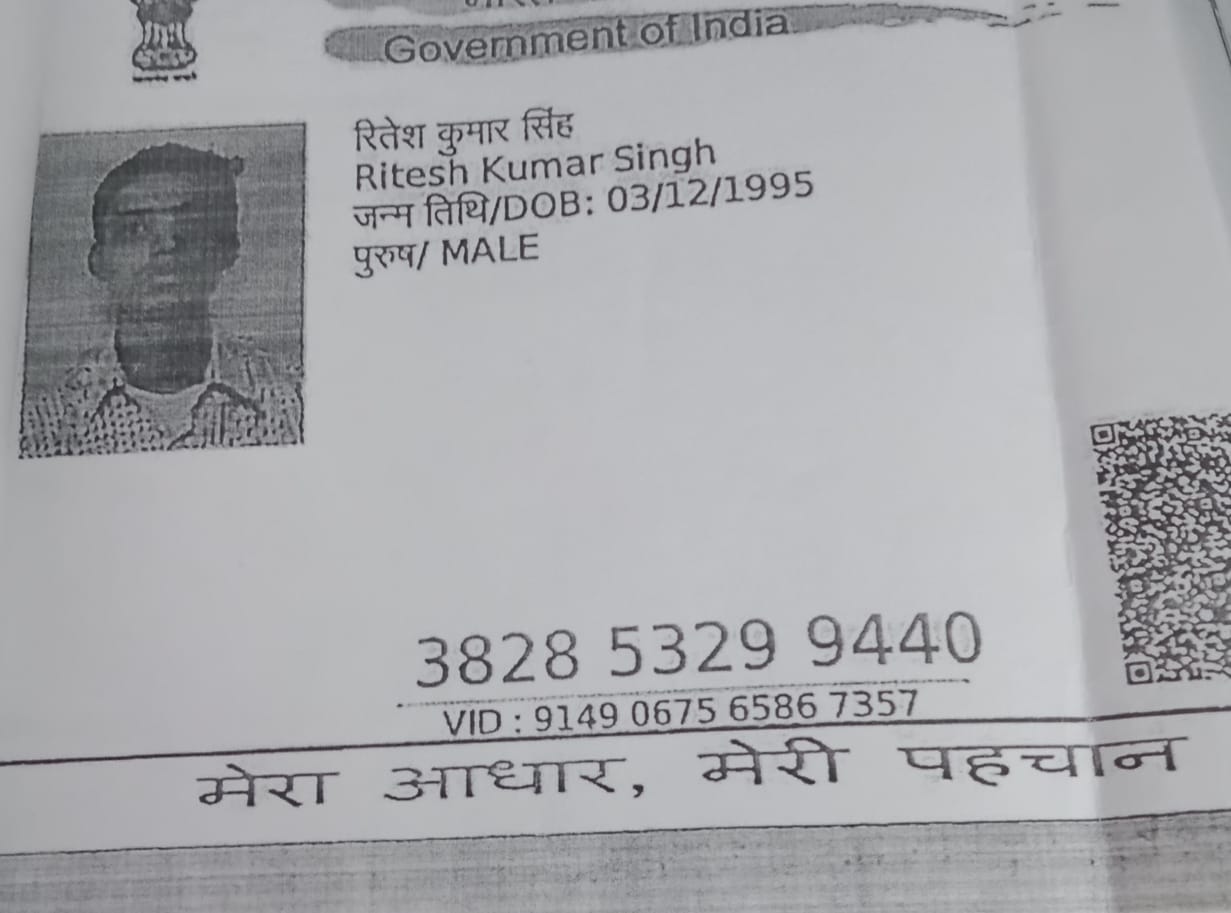 Government of India
रितेश कुमार सिंह
Ritesh Kumar Singh
जन्म तिथि/DOB: 03/12/1995
पुरुष/ MALE
3828 5329 9440
VID : 9149 0675 6586 7357
मेरा आधार, मेरी पहचान